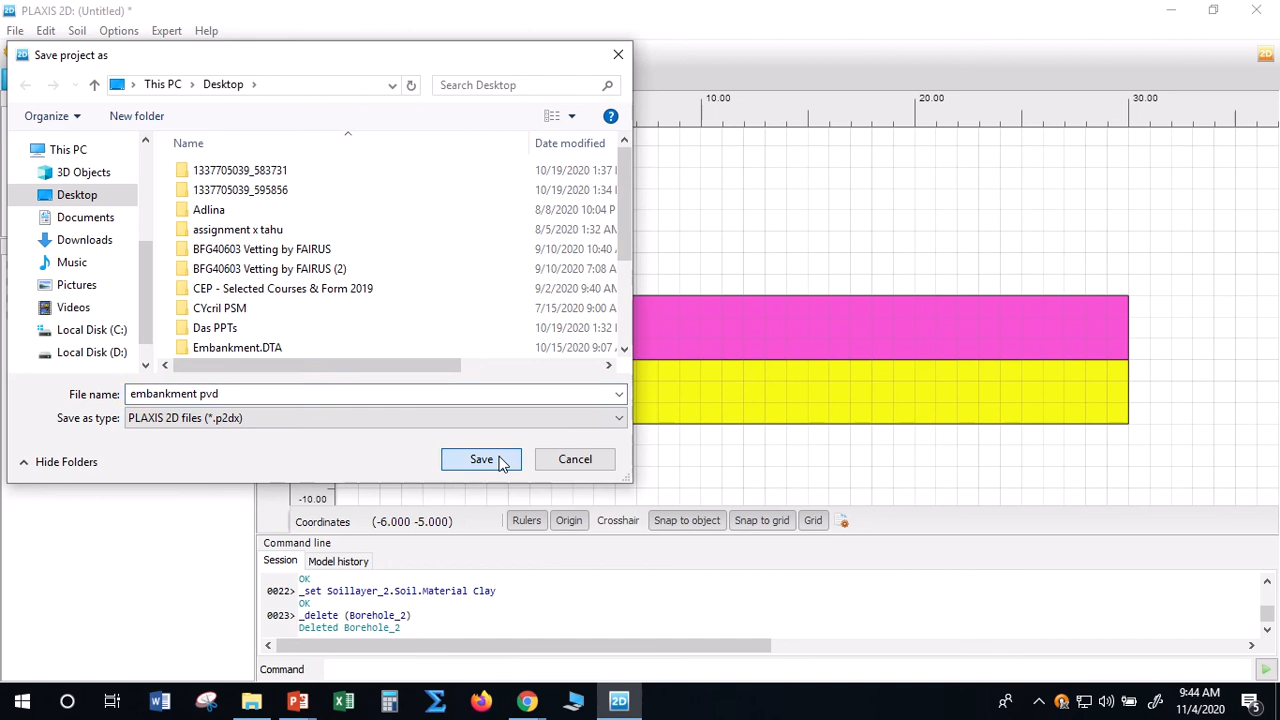 PLAXIS 2D: (Untitled) *
File Edit Soil Options Expert Help
2D Save project as
This PC > Desktop > Search Desktop
Organize New folder
10.00 20.00 30.00
Name Date modified
This PC
3D Objects
Desktop
Documents
Downloads
Music
Pictures
Videos
Local Disk (C:)
Local Disk (D:)
1337705039_583731 10/19/2020 1:37 P
1337705039_595856 10/19/2020 1:34 P
Adlina 8/8/2020 10:04 P
assignment x tahu 8/5/2020 1:32 AM
BFG40603 Vetting by FAIRUS 9/10/2020 10:40
BFG40603 Vetting by FAIRUS (2) 9/10/2020 7:08 A
CEP - Selected Courses & Form 2019 9/2/2020 9:40 A
CYcril PSM 7/15/2020 9:00 A
Das PPTs 10/19/2020 1:32 P
Embankment.DTA 10/15/2020 9:07
File name: embankment pvd
Save as type: PLAXIS 2D files (*.p2dx)
Hide Folders Save Cancel
-10.00
Coordinates (-6.000 -5.000) Rulers Origin Crosshair Snap to object Snap to grid Grid
Command line
Session Model history
OK
0022> _set Soillayer_2.Soil.Material Clay
OK
0023> _delete (Borehole_2)
Deleted Borehole_2
Command
9:44 AM
11/4/2020
5